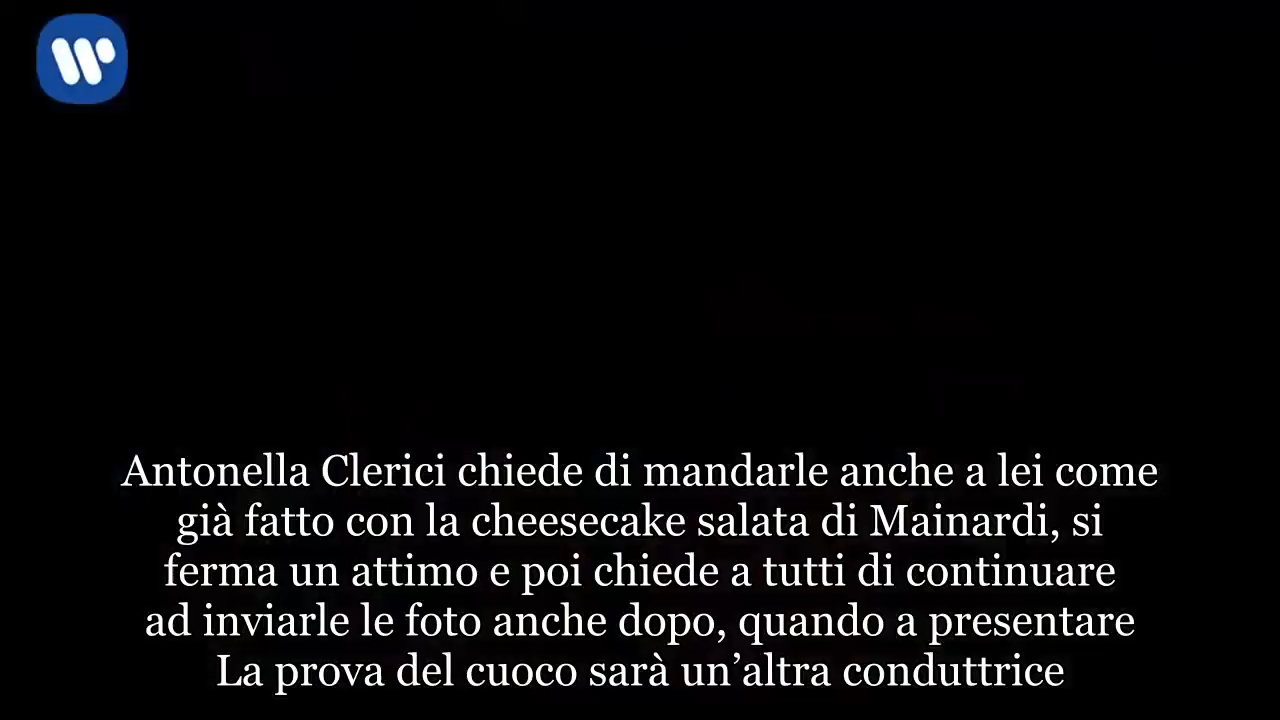 Antonella Clerici chiede di mandarle anche a lei come
già fatto con la cheesecake salata di Mainardi, si
ferma un attimo e poi chiede a tutti di continuare
ad inviarle le foto anche dopo, quando a presentare
La prova del cuoco sarà un’altra conduttrice